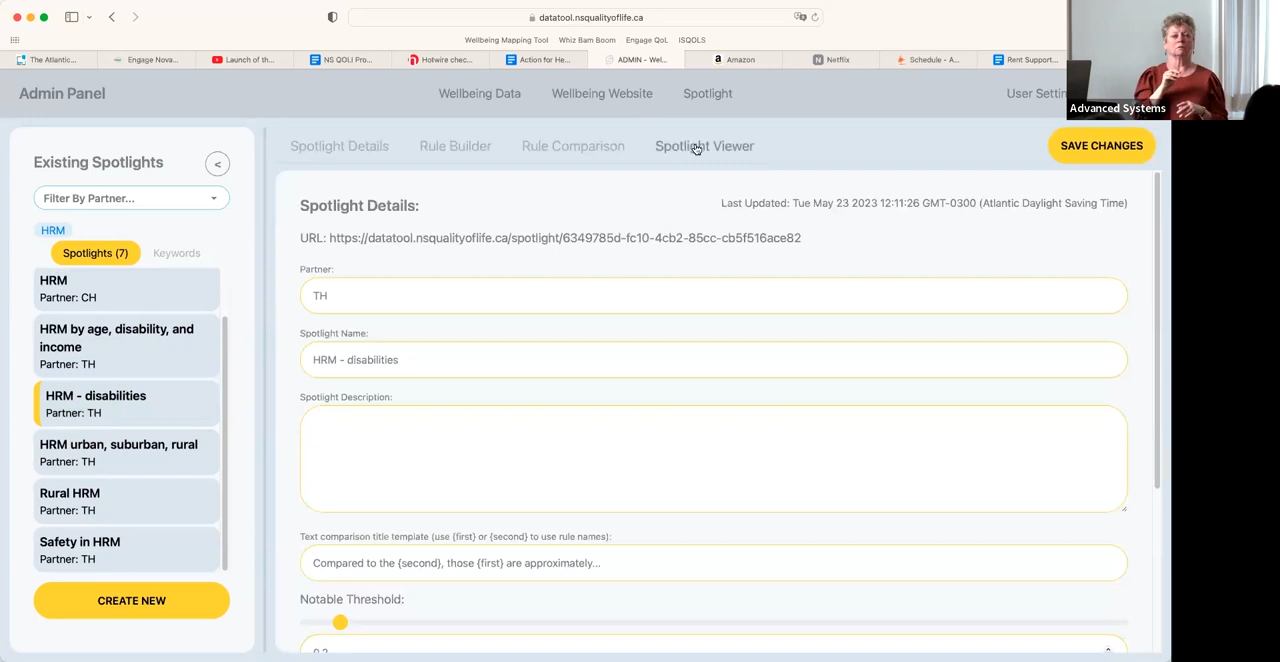 datatool.nsqualityoflife.ca
Wellbeing Mapping Tool Whiz Bam Boom Engage QoL ISQOLS
The Atlantic... Engage Nova... Launch of th... NS QOLI Pro... Hotwire chec... Action for He... ADMIN - Wel... Amazon Netflix Schedule - A... Rent Support...
Admin Panel Wellbeing Data Wellbeing Website Spotlight User Settin
Advanced Systems
Existing Spotlights <
Filter By Partner...
HRM
Spotlights (7) Keywords
HRM
Partner: CH
HRM by age, disability, and
income
Partner: TH
HRM - disabilities
Partner: TH
HRM urban, suburban, rural
Partner: TH
Rural HRM
Partner: TH
Safety in HRM
Partner: TH
CREATE NEW
Spotlight Details Rule Builder Rule Comparison Spotlight Viewer SAVE CHANGES
Spotlight Details: Last Updated: Tue May 23 2023 12:11:26 GMT-0300 (Atlantic Daylight Saving Time)
URL: https://datatool.nsqualityoflife.ca/spotlight/6349785d-fc10-4cb2-85cc-cb5f516ace82
Partner:
TH
Spotlight Name:
HRM - disabilities
Spotlight Description:
Text comparison title template (use {first} or {second} to use rule names):
Compared to the {second}, those {first} are approximately...
Notable Threshold:
0.2